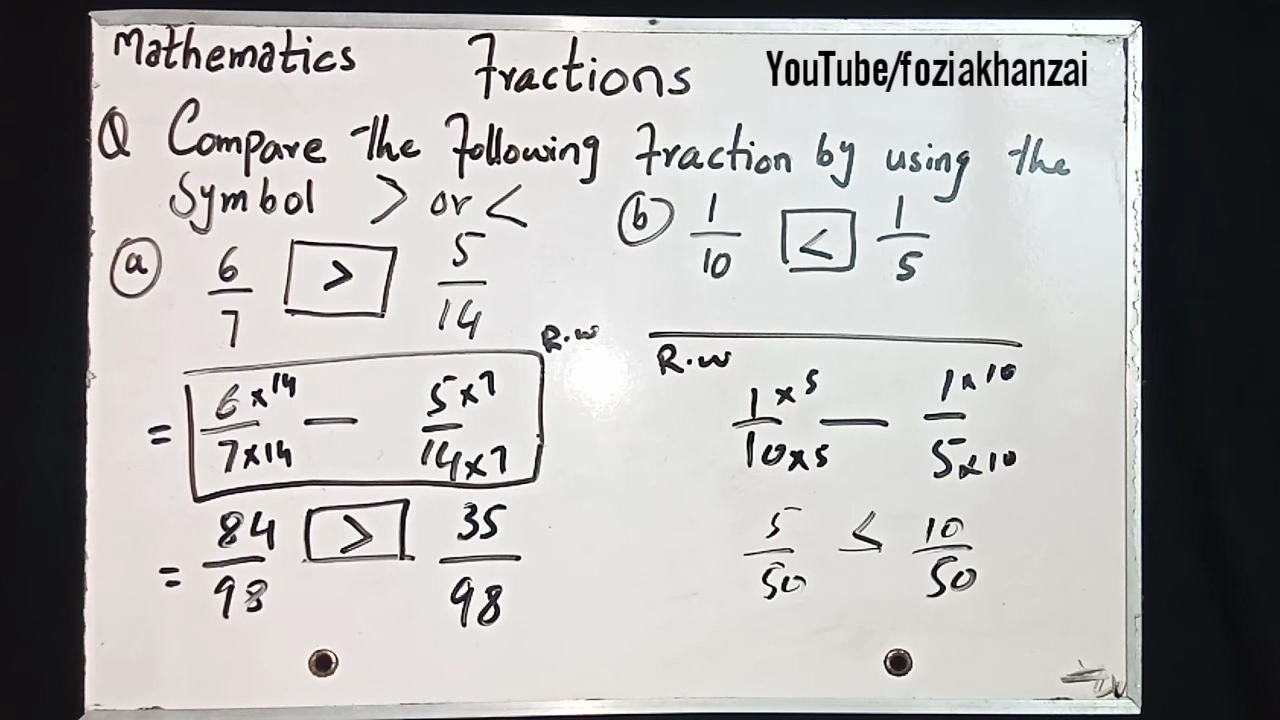 Mathematics Fractions
YouTube/foziakhanzai
Q Compare the following fraction by using the
Symbol > or <
(a) 6/7 > 5/14
(b) 1/10 < 1/5
R.w
= 6×14/7×14 — 5×7/14×7
= 84/98 > 35/98
R.w
1×5/10×5 — 1×10/5×10
5/50 < 10/50